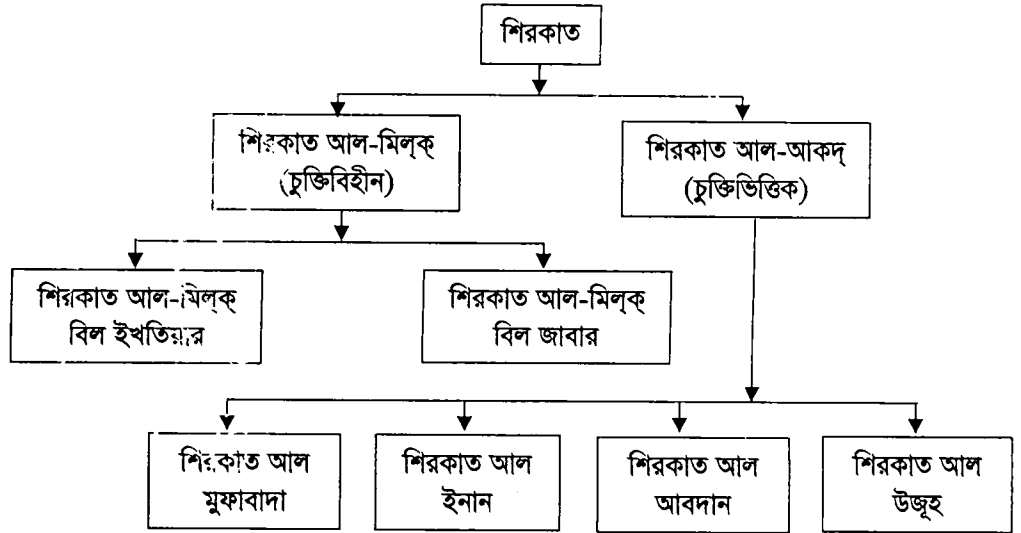 শিরকাত
শিরকাত আল-মিল্‌ক্
(চুক্তিবিহীন)
শিরকাত আল-আকদ্
(চুক্তিভিত্তিক)
শিরকাত আল-মিল্‌ক্
বিল ইখতিয়ার
শিরকাত আল-মিল্‌ক্
বিল জাবার
শিরকাত আল
মুফাবাদা
শিরকাত আল
ইনান
শিরকাত আল
আবদান
শিরকাত আল
উজূহ